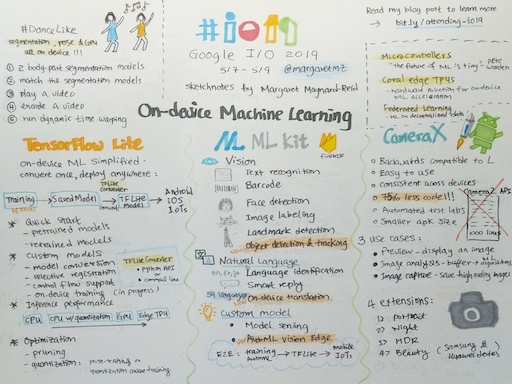 #DanceLike
segmentation, pose & GPU
all on device!!!
① 2 body-part segmentation models
② match the segmentation models
③ play a video
④ encode a video
⑤ run dynamic time warping
#io19
Google I/O 2019
5/7 - 5/9 @margaretmz
sketchnotes by Margaret Maynard-Reid
Read my blog post to learn more
→ bit.ly/attending-io19
Microcontrollers
- "the future of ML is tiny" - pete warden
Coral edge TPUs
- hardware for on-device
ML acceleration
Federated Learning
- ML on decentralized data
On-device Machine Learning
TensorFlow Lite
on-device ML simplified.
convert once, deploy anywhere:
TFLite
converter
Training → SavedModel → TFLite model → Android
iOS
IoTs
* Quick start
- pretrained models
- retrained models
* Custom models
- model conversion
- selective registration
- control flow support
- on-device training (in progress)
TFLite Converter
• Python API
• command line
* Inference performance
CPU CPU w/quantization GPU Edge TPU
* Optimization
- pruning
- quantization: post-training or
quantization aware training
ML ML Kit
Vision
Text recognition
Barcode
Face detection
Image labeling
Landmark detection
Object detection & tracking
Natural Language
Language identification
Smart reply
59 languages On-device translation
Custom model
• Model serving
• AutoML Vision Edge
E2E: training → TFLite → Mobile
AutoML IoTs
CameraX
o Backwards compatible to L
o Easy to use
o Consistent across devices
o 75% less code!!!
o Automated test labs
o Smaller apk size
Camera2 API
1000 lines
3 use cases:
• Preview - display an image
• Image analysis - buffer + algorithms
• Image capture - save high quality images
4 extensions:
1) Portrait
2) Night
3) HDR
4) Beauty (Samsung &
Huawei devices)